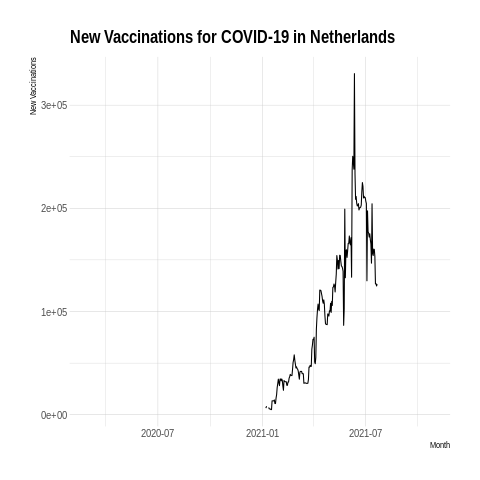 New Vaccinations for COVID-19 in Netherlands
New Vaccinations
3e+05
2e+05
1e+05
0e+00
2020-07 2021-01 2021-07
Month